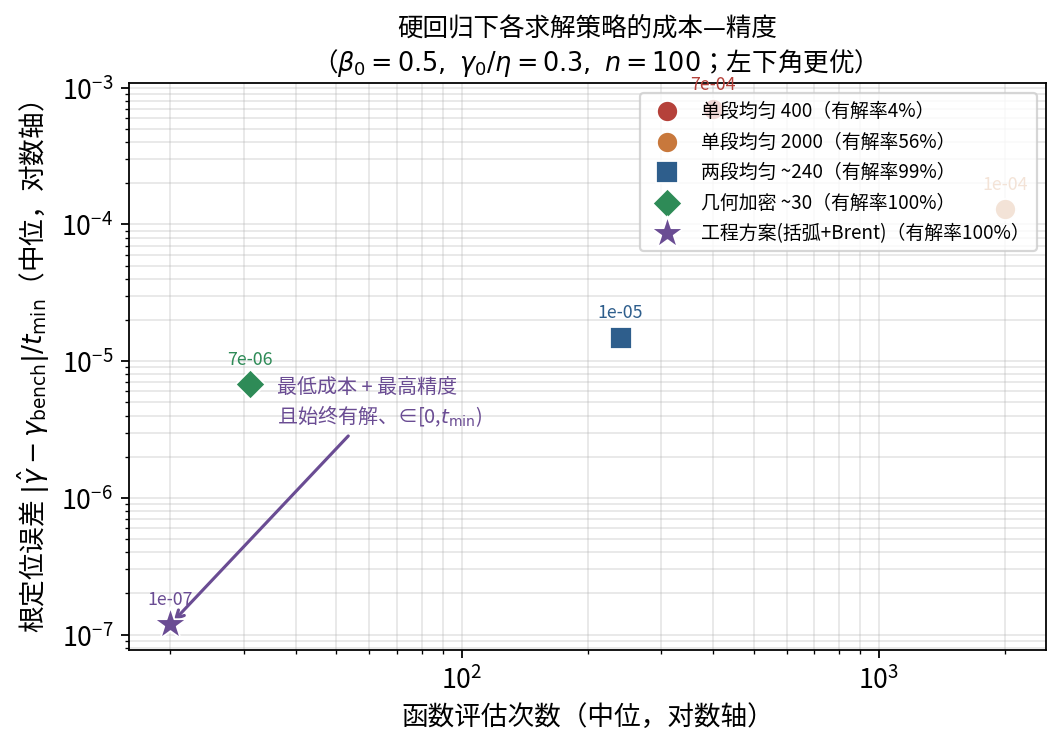 硬回归下各求解策略的成本—精度
（β₀ = 0.5,  γ₀/η = 0.3,  n = 100；左下角更优）
7e-04
单段均匀 400（有解率4%）
单段均匀 2000（有解率56%）
两段均匀 ~240（有解率99%）
几何加密 ~30（有解率100%）
工程方案(括弧+Brent)（有解率100%）
1e-04
1e-05
7e-06
最低成本 + 最高精度
且始终有解、∈[0,t_min)
1e-07
10⁻³
10⁻⁴
10⁻⁵
10⁻⁶
10⁻⁷
根定位误差 |γ̂ − γ_bench|/t_min（中位，对数轴）
10²
10³
函数评估次数（中位，对数轴）